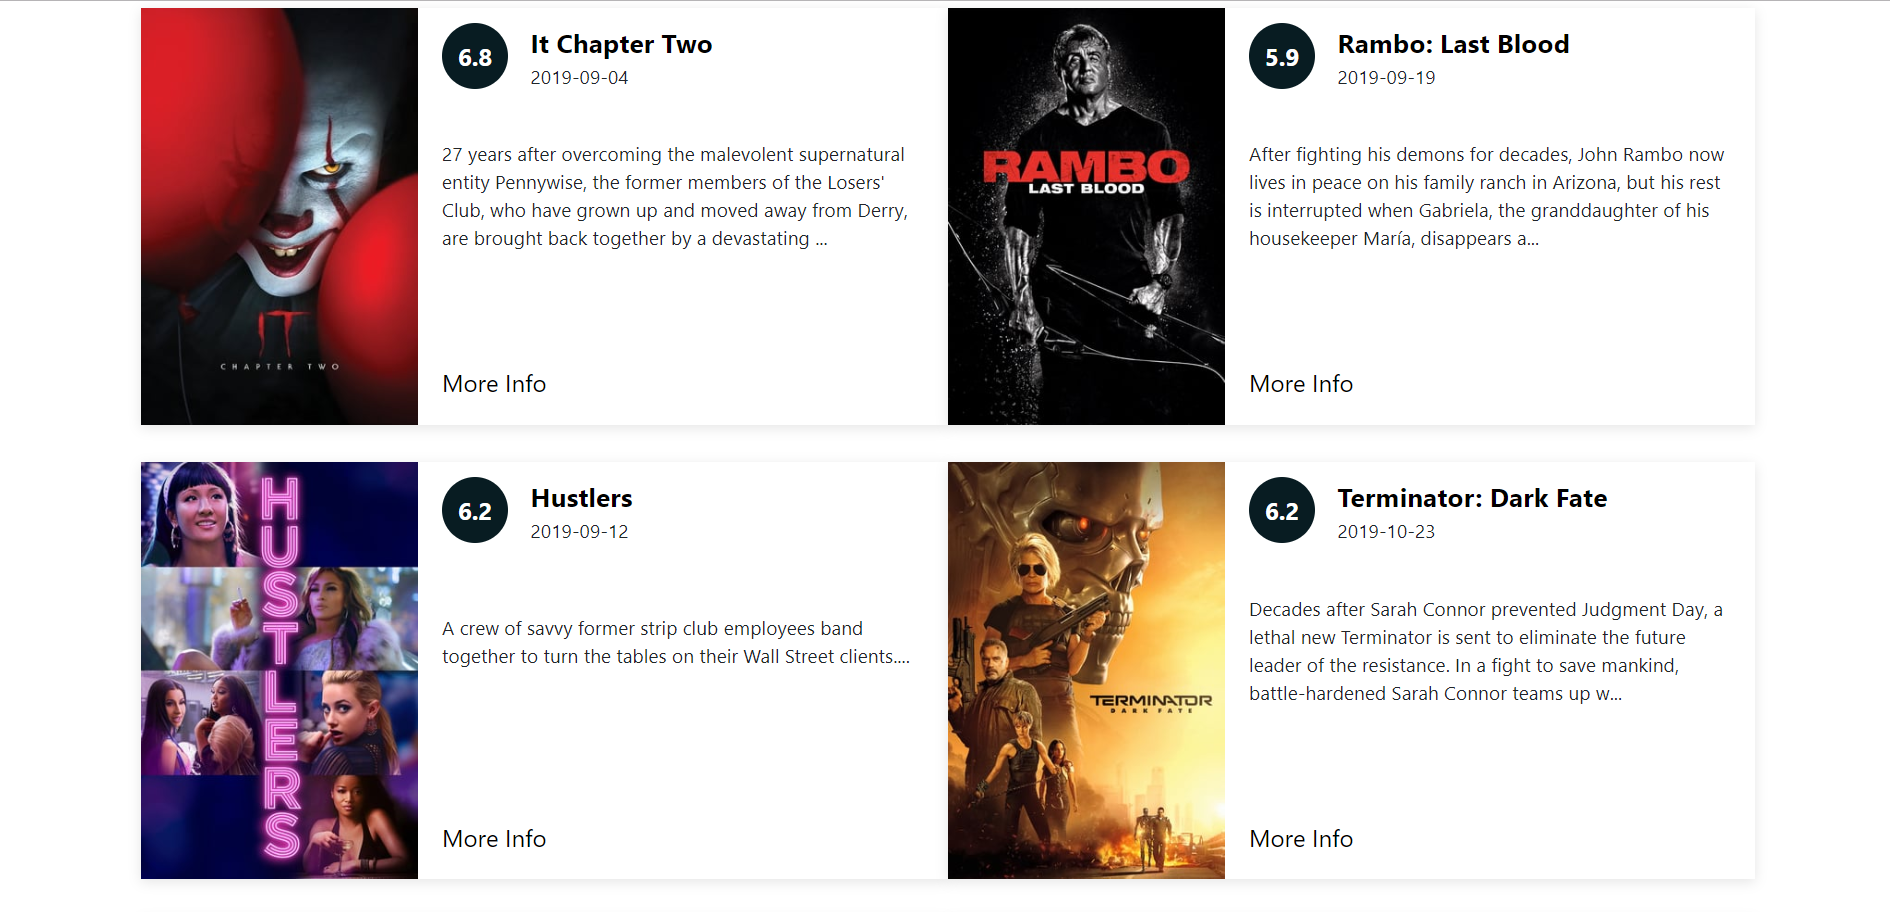 6.8
It Chapter Two
2019-09-04
27 years after overcoming the malevolent supernatural
entity Pennywise, the former members of the Losers'
Club, who have grown up and moved away from Derry,
are brought back together by a devastating ...
More Info
IT
CHAPTER TWO
5.9
Rambo: Last Blood
2019-09-19
After fighting his demons for decades, John Rambo now
lives in peace on his family ranch in Arizona, but his rest
is interrupted when Gabriela, the granddaughter of his
housekeeper María, disappears a...
More Info
RAMBO
LAST BLOOD
6.2
Hustlers
2019-09-12
A crew of savvy former strip club employees band
together to turn the tables on their Wall Street clients....
More Info
HUSTLERS
6.2
Terminator: Dark Fate
2019-10-23
Decades after Sarah Connor prevented Judgment Day, a
lethal new Terminator is sent to eliminate the future
leader of the resistance. In a fight to save mankind,
battle-hardened Sarah Connor teams up w...
More Info
TERMINATOR
DARK FATE